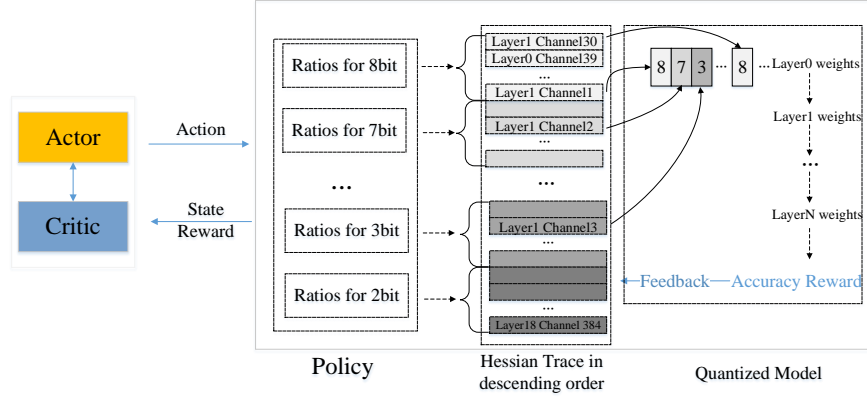 Actor
Critic
Action
State
Reward
Ratios for 8bit
Ratios for 7bit
...
Ratios for 3bit
Ratios for 2bit
Policy
Layer1 Channel30
Layer0 Channel39
...
Layer1 Channel1
Layer1 Channel2
...
...
Layer1 Channel3
...
...
Layer18 Channel 384
Hessian Trace in
descending order
8 7 3 ... 8 ... Layer0 weights
Layer1 weights
...
LayerN weights
Feedback
Accuracy Reward
Quantized Model